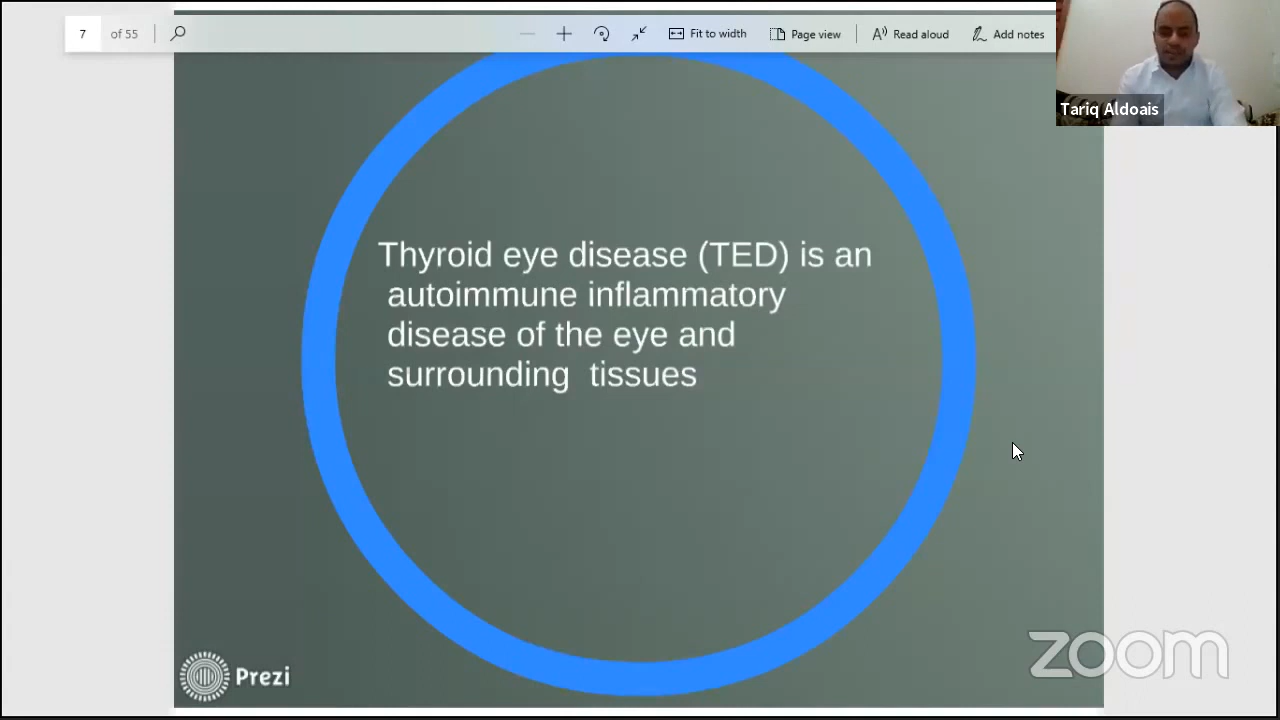 7 of 55 Fit to width Page view Read aloud Add notes
Tariq Aldoais
Thyroid eye disease (TED) is an
autoimmune inflammatory
disease of the eye and
surrounding tissues
Prezi
zoom